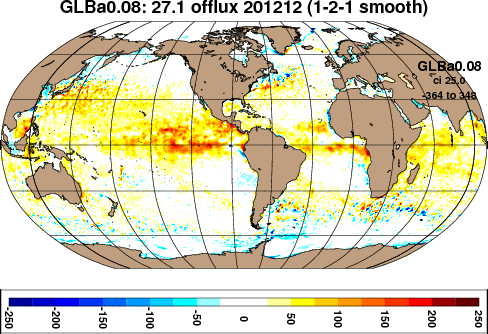 GLBa0.08: 27.1 offlux 201212 (1-2-1 smooth)
GLBa0.08
ci 25.0
-364 to 348
-250 -200 -150 -100 -50 0 50 100 150 200 250